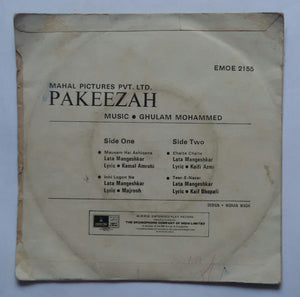 EMOE 2155
MAHAL PICTURES PVT. LTD.
PAKEEZAH
MUSIC ● GHULAM MOHAMMED
Side One
● Mausam Hai Ashiqana
Lata Mangeshkar
Lyric ● Kamal Amrohi
● Inhi Logon Ne
Lata Mangeshkar
Lyric ● Majrooh
Side Two
● Chalte Chalte
Lata Mangeshkar
Lyric ● Kaifi Azmi
● Teer-E-Nazar
Lata Mangeshkar
Lyric ● Kaif Bhopali
DESIGN ●
THE GRAMOPHONE COMPANY OF INDIA LIMITED